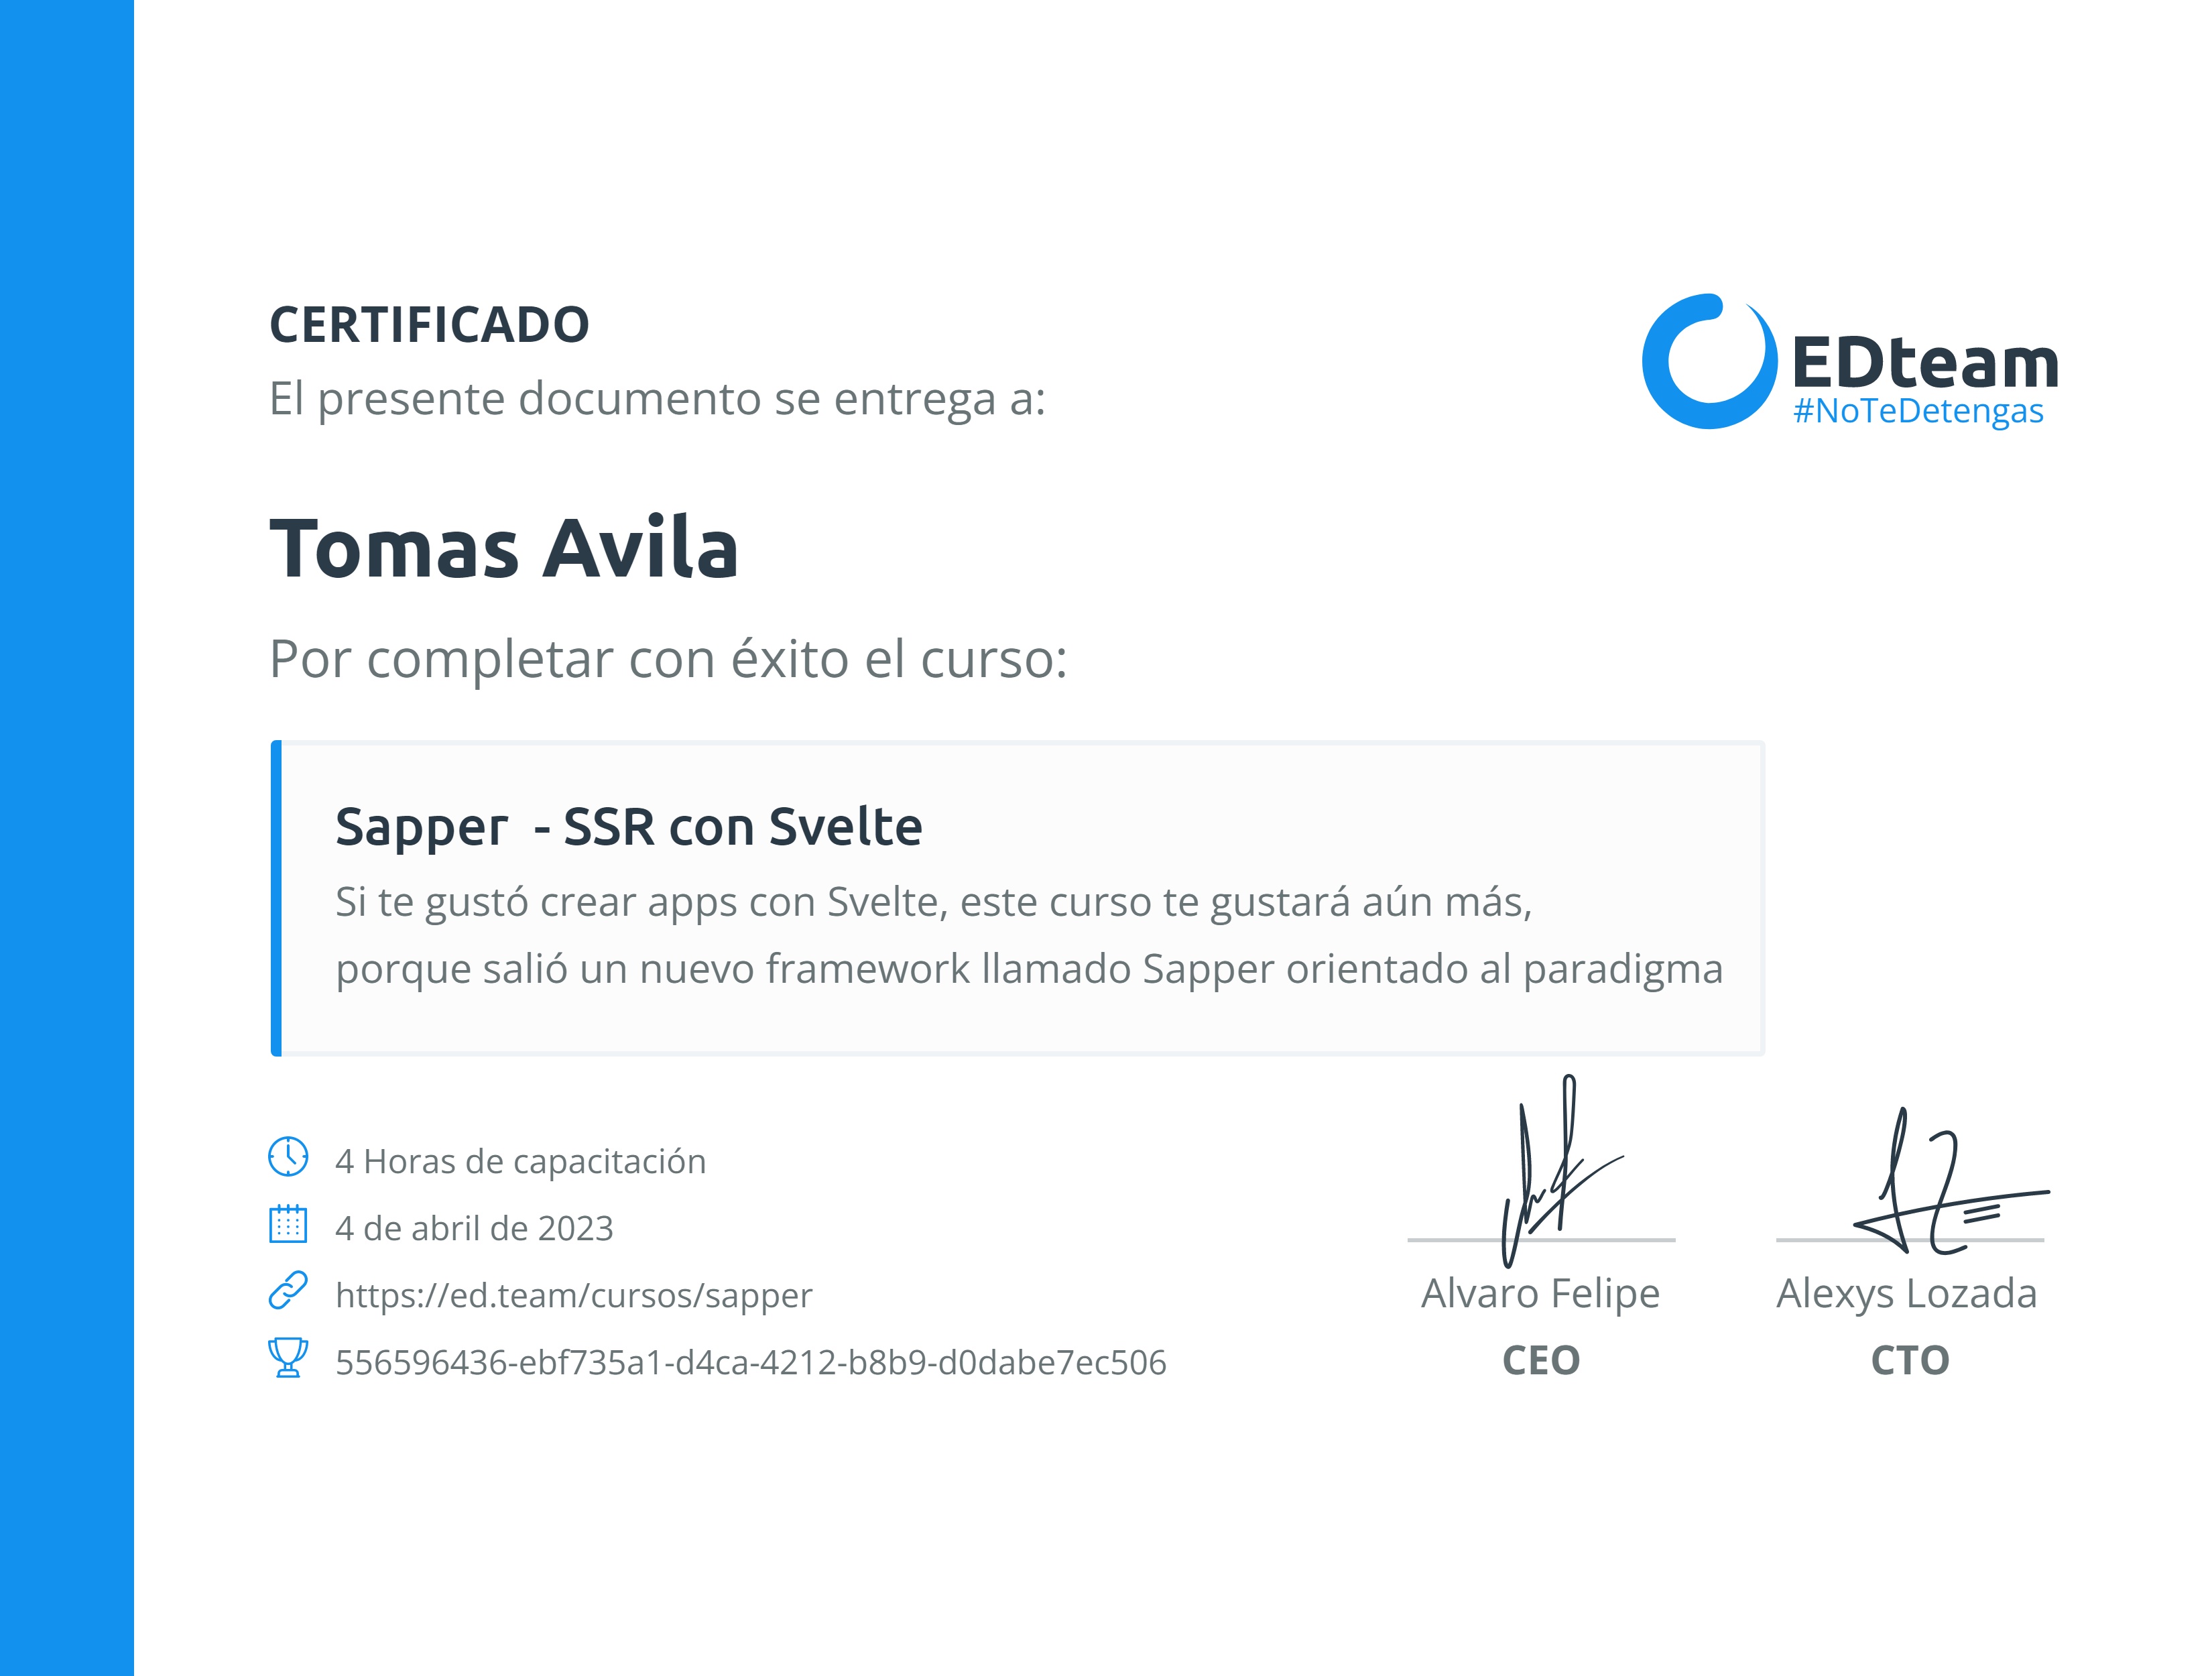 CERTIFICADO
El presente documento se entrega a:
EDteam
#NoTeDetengas
Tomas Avila
Por completar con éxito el curso:
Sapper  - SSR con Svelte
Si te gustó crear apps con Svelte, este curso te gustará aún más,
porque salió un nuevo framework llamado Sapper orientado al paradigma
4 Horas de capacitación
4 de abril de 2023
https://ed.team/cursos/sapper
556596436-ebf735a1-d4ca-4212-b8b9-d0dabe7ec506
Alvaro Felipe
CEO
Alexys Lozada
CTO